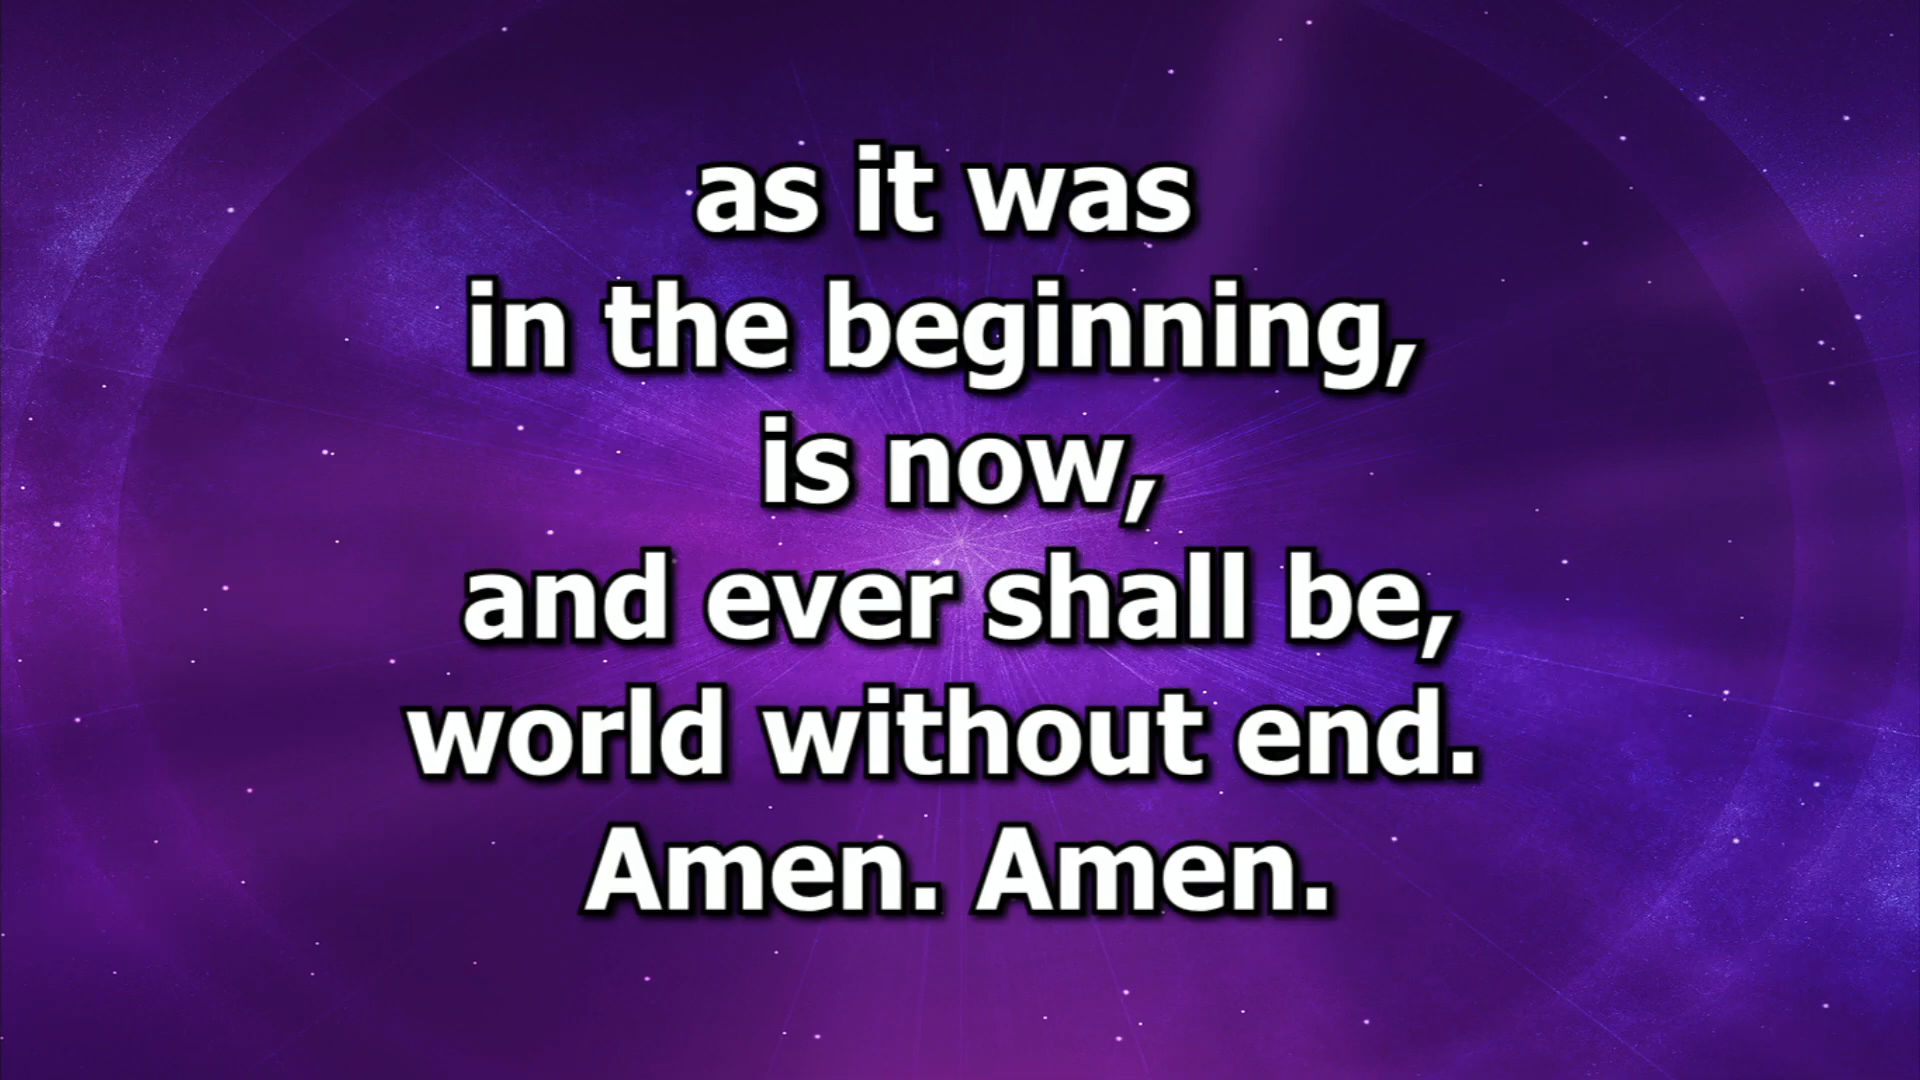 as it was
in the beginning,
is now,
and ever shall be,
world without end.
Amen. Amen.